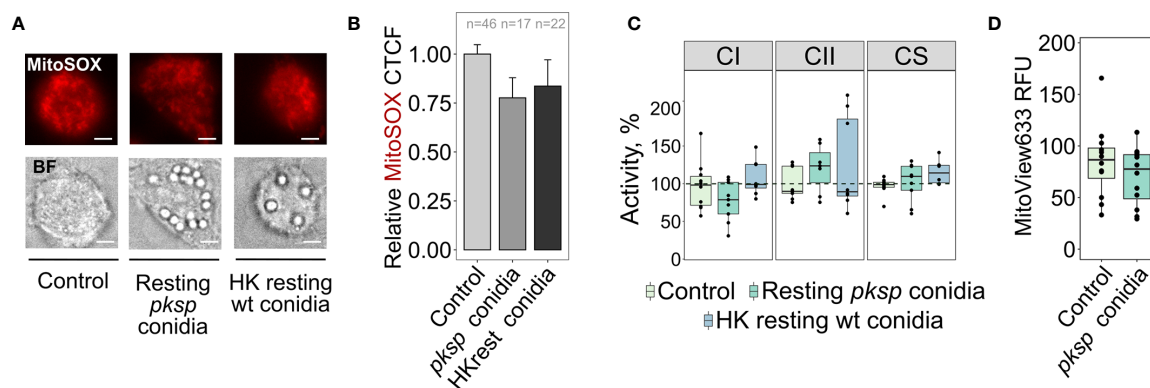 A
MitoSOX
BF
Control
Resting
pksp
conidia
HK resting
wt conidia
B
Relative MitoSOX CTCF
n=46 n=17 n=22
1.00
0.75
0.50
0.25
0.00
Control
pksp conidia
HKrest conidia
C
CI CII CS
Activity, %
200
150
100
50
0
Control Resting pksp conidia
HK resting wt conidia
D
MitoView633 RFU
200
150
100
50
0
Control
pksp conidia